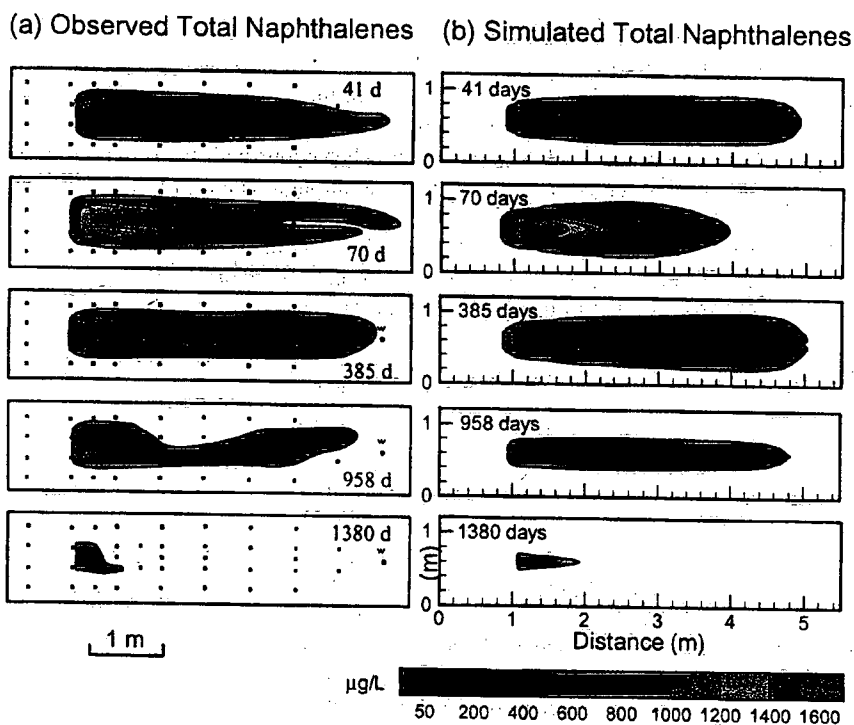 (a) Observed Total Naphthalenes
(b) Simulated Total Naphthalenes
41 d
70 d
385 d
w
958 d
w
1380 d
w
1 m
1
41 days
0
1
70 days
0
1
385 days
0
1
958 days
0
1
1380 days
(m)
0
0 1 2 3 4 5
Distance (m)
µg/L
50 200 400 600 800 1000 1200 1400 1600